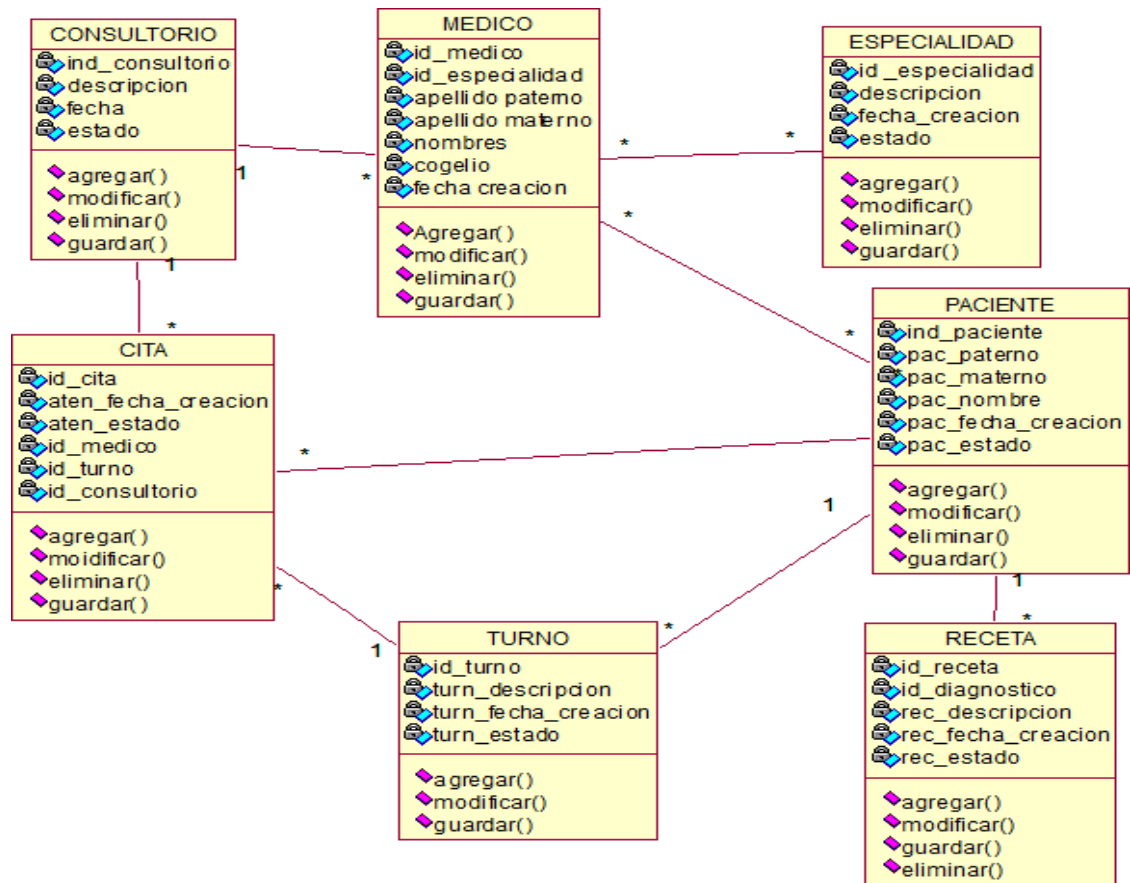 CONSULTORIO
ind_consultorio
descripcion
fecha
estado
agregar()
modificar()
eliminar()
guardar()
1
1
MEDICO
id_medico
id_especialidad
apellido paterno
apellido materno
nombres
cogelio
fecha creacion
Agregar()
modificar()
eliminar()
guardar()
*
*
*
ESPECIALIDAD
id _especialidad
descripcion
fecha_creacion
estado
agregar()
modificar()
eliminar()
guardar()
*
*
CITA
id_cita
aten_fecha_creacion
aten_estado
id_medico
id_turno
id_consultorio
agregar()
moidificar()
eliminar()
guardar()
*
*
*
PACIENTE
ind_paciente
pac_paterno
pac_materno
pac_nombre
pac_fecha_creacion
pac_estado
agregar()
modificar()
eliminar()
guardar()
1
1
TURNO
id_turno
turn_descripcion
turn_fecha_creacion
turn_estado
agregar()
modificar()
guardar()
1
*
RECETA
id_receta
id_diagnostico
rec_descripcion
rec_fecha_creacion
rec_estado
agregar()
modificar()
guardar()
eliminar()
*